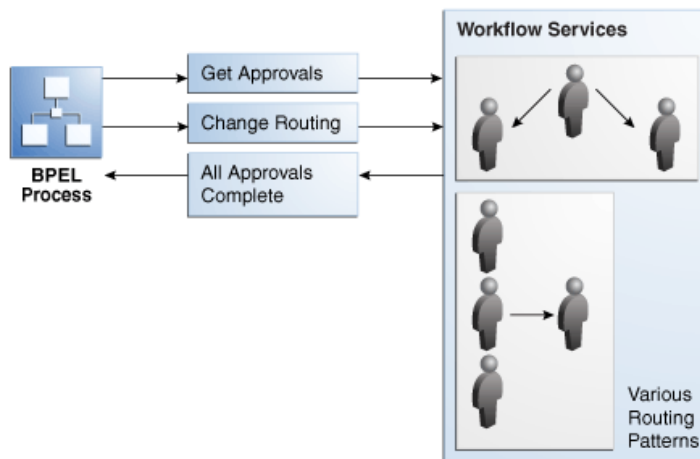 Workflow Services
Get Approvals
Change Routing
All Approvals
Complete
BPEL
Process
Various
Routing
Patterns